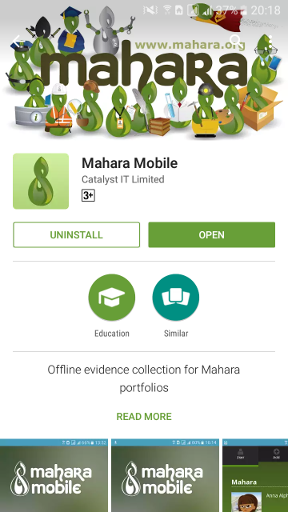 37% 20:18
www.mahara.org
mahara
Mahara Mobile
Catalyst IT Limited
3+
UNINSTALL OPEN
Education Similar
Offline evidence collection for Mahara
portfolios
READ MORE
mahara
mobile
mahara
mobile
Mahara